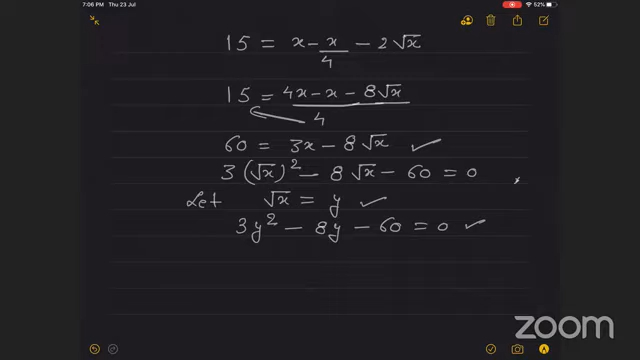 7:06 PM Thu 23 Jul
52%
15 = x - x/4 - 2√x
15 = (4x - x - 8√x)/4
60 = 3x - 8√x ✓
3(√x)² - 8√x - 60 = 0
Let √x = y ✓
3y² - 8y - 60 = 0 ✓
zoom